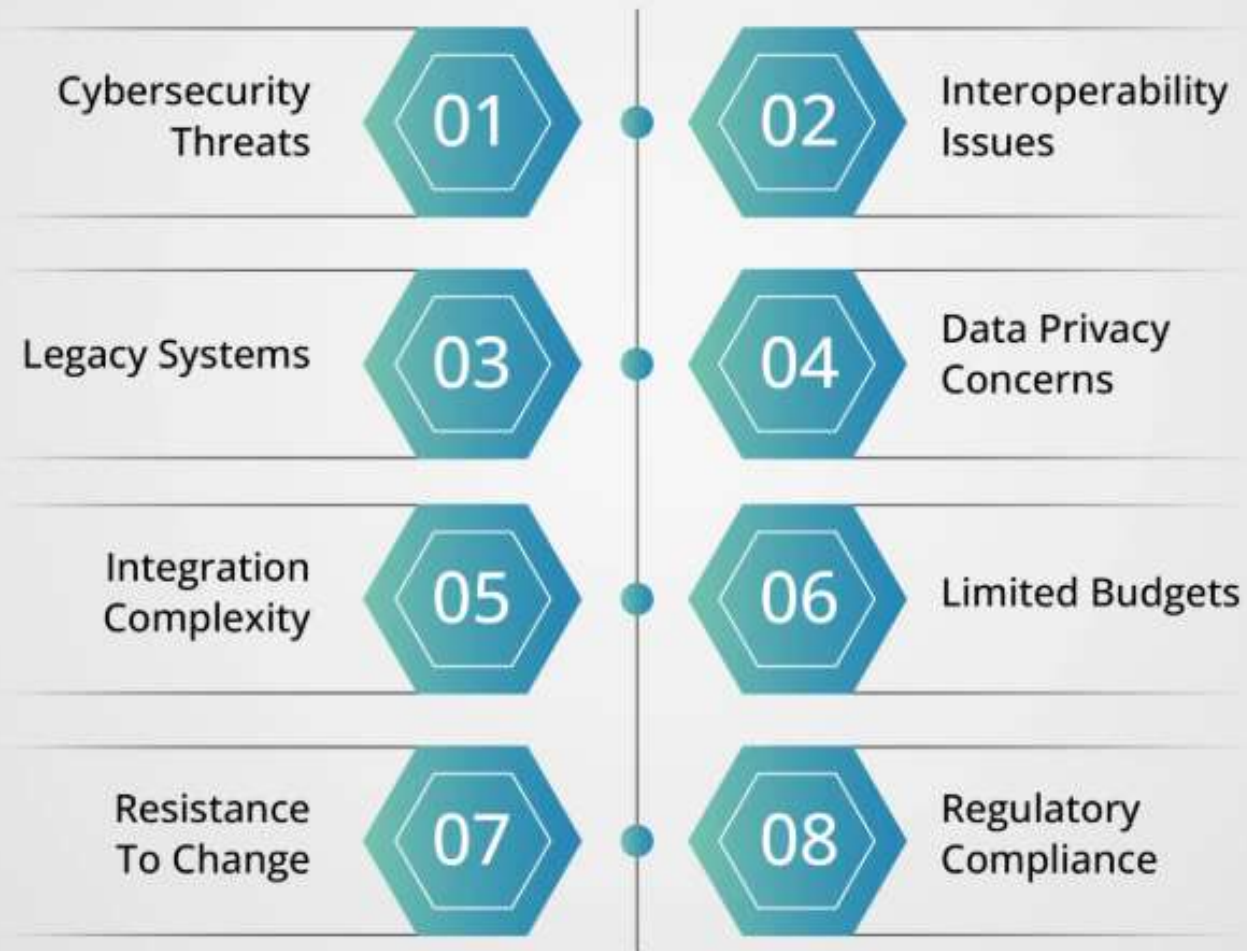 Cybersecurity
Threats
01
02
Interoperability
Issues
Legacy Systems
03
04
Data Privacy
Concerns
Integration
Complexity
05
06
Limited Budgets
Resistance
To Change
07
08
Regulatory
Compliance